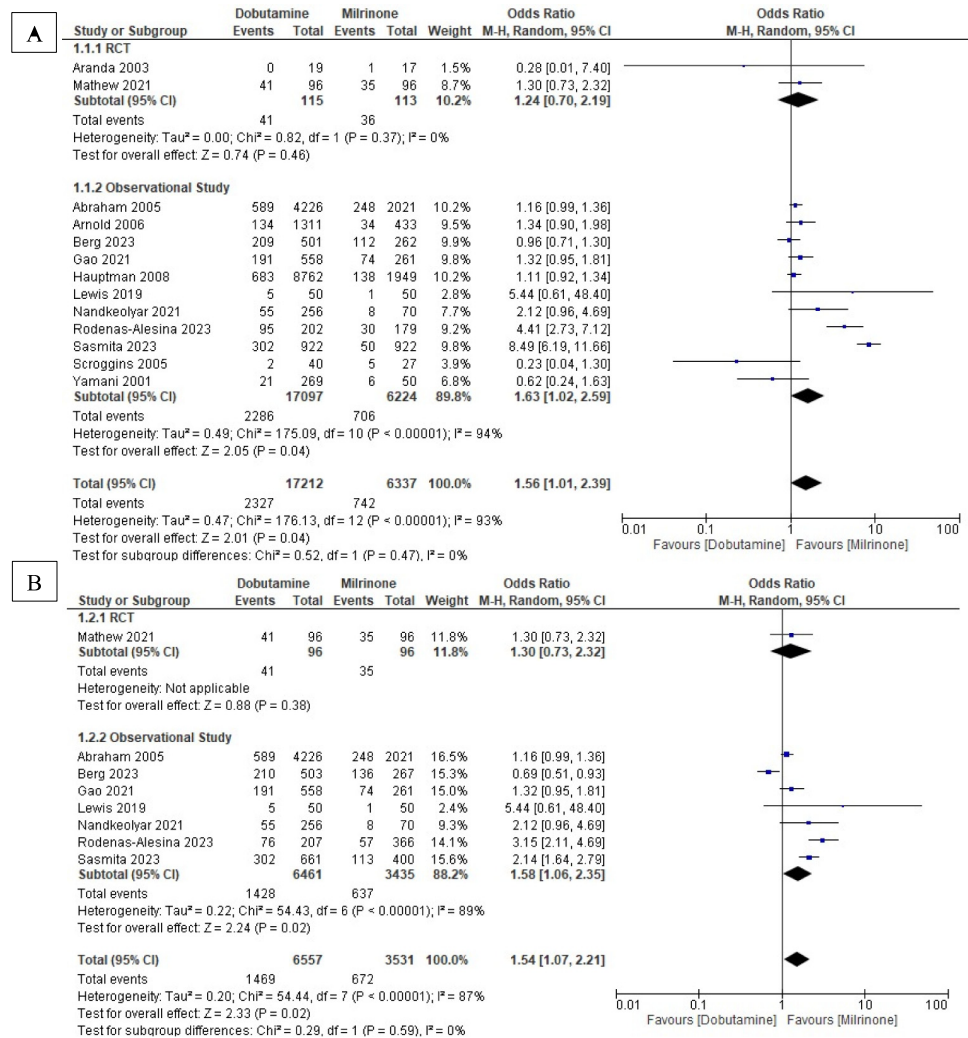 A
Dobutamine Milrinone Odds Ratio Odds Ratio
Study or Subgroup Events Total Events Total Weight M-H, Random, 95% CI M-H, Random, 95% CI
1.1.1 RCT
Aranda 2003 0 19 1 17 1.5% 0.28 [0.01, 7.40]
Mathew 2021 41 96 35 96 8.7% 1.30 [0.73, 2.32]
Subtotal (95% CI) 115 113 10.2% 1.24 [0.70, 2.19]
Total events 41 36
Heterogeneity: Tau² = 0.00; Chi² = 0.82, df = 1 (P = 0.37); I² = 0%
Test for overall effect: Z = 0.74 (P = 0.46)
1.1.2 Observational Study
Abraham 2005 589 4226 248 2021 10.2% 1.16 [0.99, 1.36]
Arnold 2006 134 1311 34 433 9.5% 1.34 [0.90, 1.98]
Berg 2023 209 501 112 262 9.9% 0.96 [0.71, 1.30]
Gao 2021 191 558 74 261 9.8% 1.32 [0.95, 1.81]
Hauptman 2008 683 8762 138 1949 10.2% 1.11 [0.92, 1.34]
Lewis 2019 5 50 1 50 2.8% 5.44 [0.61, 48.40]
Nandkeolyar 2021 55 256 8 70 7.7% 2.12 [0.96, 4.69]
Rodenas-Alesina 2023 95 202 30 179 9.2% 4.41 [2.73, 7.12]
Sasmita 2023 302 922 50 922 9.8% 8.49 [6.19, 11.66]
Scroggins 2005 2 40 5 27 3.9% 0.23 [0.04, 1.30]
Yamani 2001 21 269 6 50 6.8% 0.62 [0.24, 1.63]
Subtotal (95% CI) 17097 6224 89.8% 1.63 [1.02, 2.59]
Total events 2286 706
Heterogeneity: Tau² = 0.49; Chi² = 175.09, df = 10 (P < 0.00001); I² = 94%
Test for overall effect: Z = 2.05 (P = 0.04)
Total (95% CI) 17212 6337 100.0% 1.56 [1.01, 2.39]
Total events 2327 742
Heterogeneity: Tau² = 0.47; Chi² = 176.13, df = 12 (P < 0.00001); I² = 93%
Test for overall effect: Z = 2.01 (P = 0.04)
Test for subgroup differences: Chi² = 0.52, df = 1 (P = 0.47), I² = 0%
0.01 0.1 1 10 100
Favours [Dobutamine] Favours [Milrinone]
B
Dobutamine Milrinone Odds Ratio Odds Ratio
Study or Subgroup Events Total Events Total Weight M-H, Random, 95% CI M-H, Random, 95% CI
1.2.1 RCT
Mathew 2021 41 96 35 96 11.8% 1.30 [0.73, 2.32]
Subtotal (95% CI) 96 96 11.8% 1.30 [0.73, 2.32]
Total events 41 35
Heterogeneity: Not applicable
Test for overall effect: Z = 0.88 (P = 0.38)
1.2.2 Observational Study
Abraham 2005 589 4226 248 2021 16.5% 1.16 [0.99, 1.36]
Berg 2023 210 503 136 267 15.3% 0.69 [0.51, 0.93]
Gao 2021 191 558 74 261 15.0% 1.32 [0.95, 1.81]
Lewis 2019 5 50 1 50 2.4% 5.44 [0.61, 48.40]
Nandkeolyar 2021 55 256 8 70 9.3% 2.12 [0.96, 4.69]
Rodenas-Alesina 2023 76 207 57 366 14.1% 3.15 [2.11, 4.69]
Sasmita 2023 302 661 113 400 15.6% 2.14 [1.64, 2.79]
Subtotal (95% CI) 6461 3435 88.2% 1.58 [1.06, 2.35]
Total events 1428 637
Heterogeneity: Tau² = 0.22; Chi² = 54.43, df = 6 (P < 0.00001); I² = 89%
Test for overall effect: Z = 2.24 (P = 0.02)
Total (95% CI) 6557 3531 100.0% 1.54 [1.07, 2.21]
Total events 1469 672
Heterogeneity: Tau² = 0.20; Chi² = 54.44, df = 7 (P < 0.00001); I² = 87%
Test for overall effect: Z = 2.33 (P = 0.02)
Test for subgroup differences: Chi² = 0.29, df = 1 (P = 0.59), I² = 0%
0.01 0.1 1 10 100
Favours [Dobutamine] Favours [Milrinone]